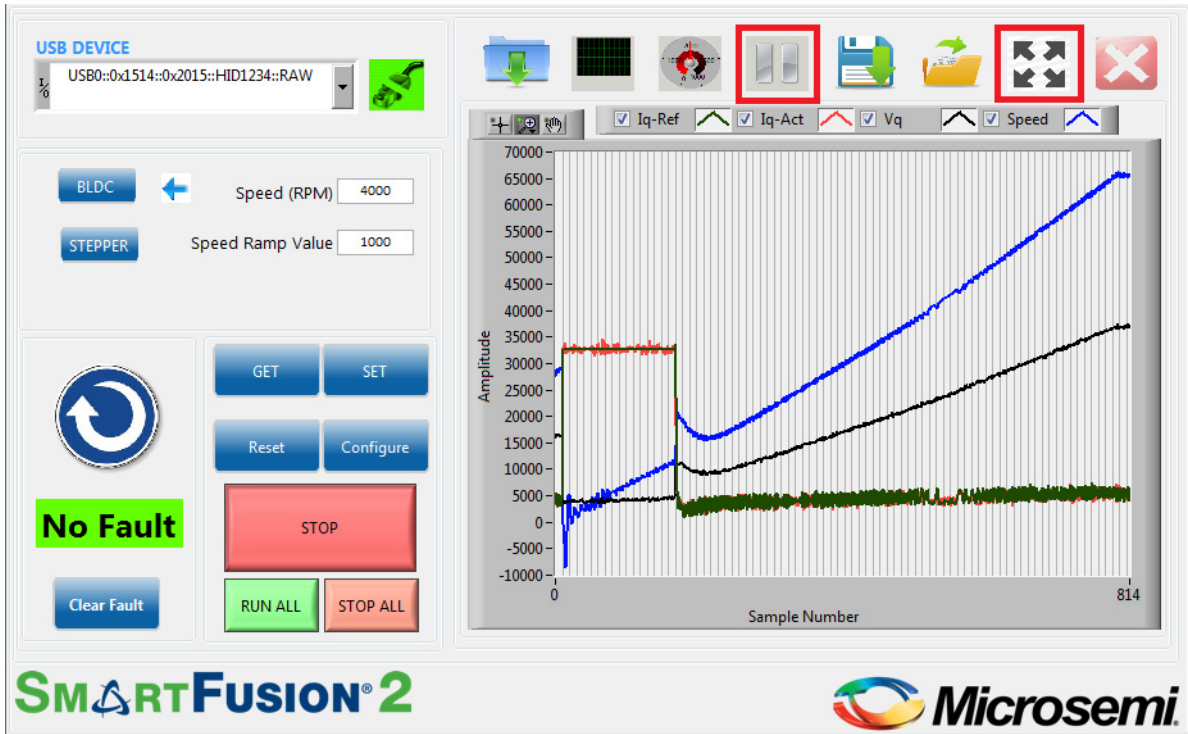 USB DEVICE
I/O
USB0::0x1514::0x2015::HID1234::RAW
BLDC
Speed (RPM) 4000
STEPPER
Speed Ramp Value 1000
GET SET
Reset Configure
No Fault
STOP
Clear Fault
RUN ALL STOP ALL
Iq-Ref Iq-Act Vq Speed
70000
65000
60000
55000
50000
45000
40000
35000
30000
25000
20000
15000
10000
5000
0
-5000
-10000
Amplitude
0 814
Sample Number
SMARTFUSION® 2
Microsemi.